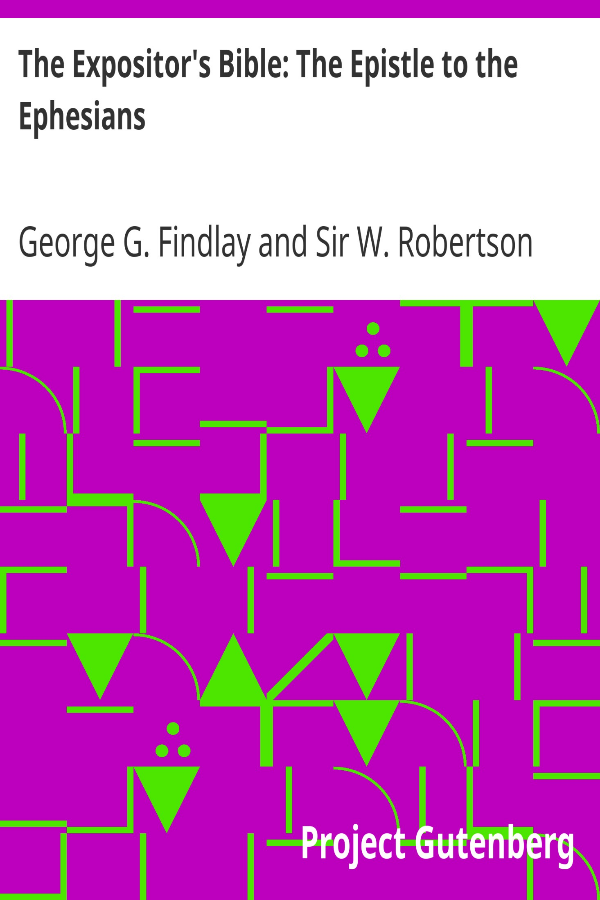 The Expositor's Bible: The Epistle to the
Ephesians
George G. Findlay and Sir W. Robertson
Project Gutenberg